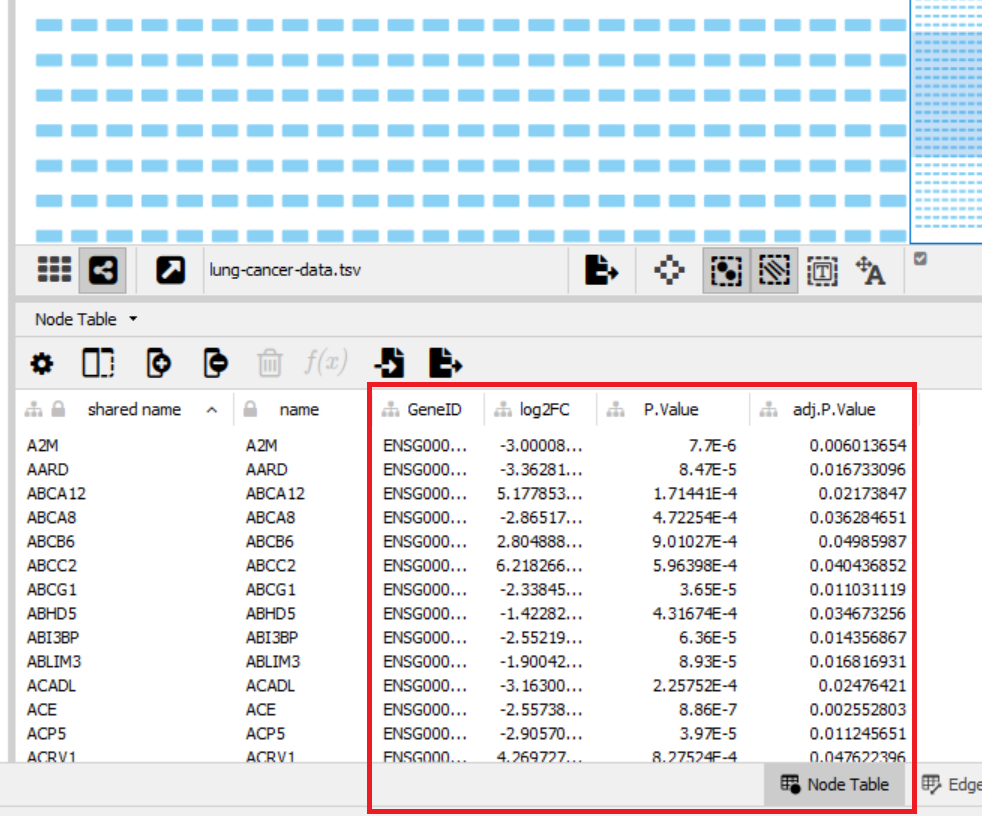 lung-cancer-data.tsv
T
A
Node Table
f(x)
shared name name GeneID log2FC P.Value adj.P.Value
A2M A2M ENSG000... -3.00008... 7.7E-6 0.006013654
AARD AARD ENSG000... -3.36281... 8.47E-5 0.016733096
ABCA12 ABCA12 ENSG000... 5.177853... 1.71441E-4 0.02173847
ABCA8 ABCA8 ENSG000... -2.86517... 4.72254E-4 0.036284651
ABCB6 ABCB6 ENSG000... 2.804888... 9.01027E-4 0.04985987
ABCC2 ABCC2 ENSG000... 6.218266... 5.96398E-4 0.040436852
ABCG1 ABCG1 ENSG000... -2.33845... 3.65E-5 0.011031119
ABHD5 ABHD5 ENSG000... -1.42282... 4.31674E-4 0.034673256
ABI3BP ABI3BP ENSG000... -2.55219... 6.36E-5 0.014356867
ABLIM3 ABLIM3 ENSG000... -1.90042... 8.93E-5 0.016816931
ACADL ACADL ENSG000... -3.16300... 2.25752E-4 0.02476421
ACE ACE ENSG000... -2.55738... 8.86E-7 0.002552803
ACP5 ACP5 ENSG000... -2.90570... 3.97E-5 0.011245651
ACRV1 ACRV1 ENSG000... 4.269727... 8.27524E-4 0.047622396
Node Table Edge